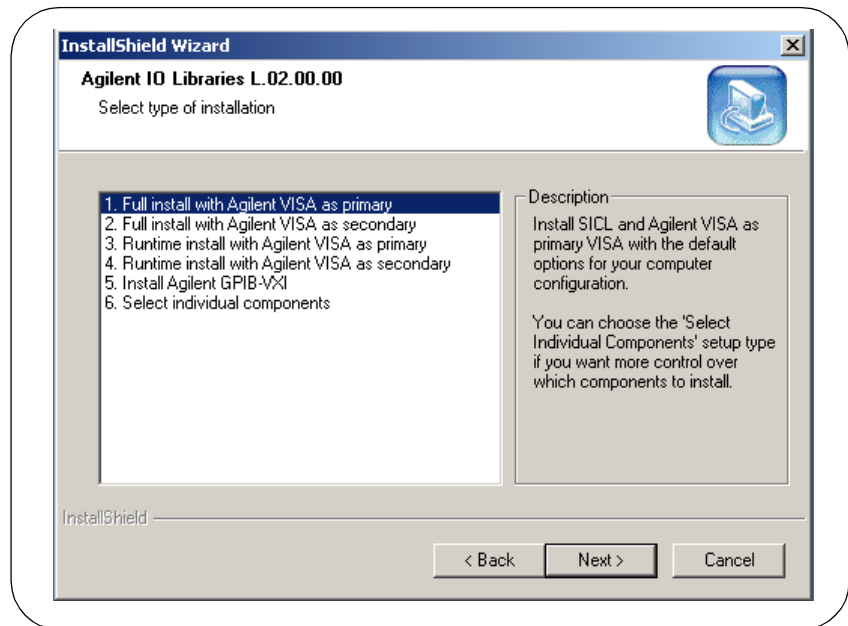 InstallShield Wizard
Agilent IO Libraries L.02.00.00
Select type of installation
1. Full install with Agilent VISA as primary
2. Full install with Agilent VISA as secondary
3. Runtime install with Agilent VISA as primary
4. Runtime install with Agilent VISA as secondary
5. Install Agilent GPIB-VXI
6. Select individual components
Description
Install SICL and Agilent VISA as
primary VISA with the default
options for your computer
configuration.
You can choose the 'Select
Individual Components' setup type
if you want more control over
which components to install.
InstallShield
< Back
Next >
Cancel